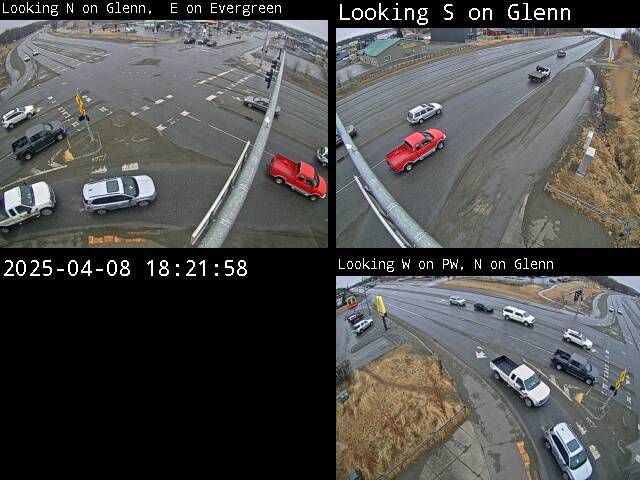 Looking N on Glenn, E on Evergreen
Looking S on Glenn
2025-04-08 18:21:58
Looking W on PW, N on Glenn